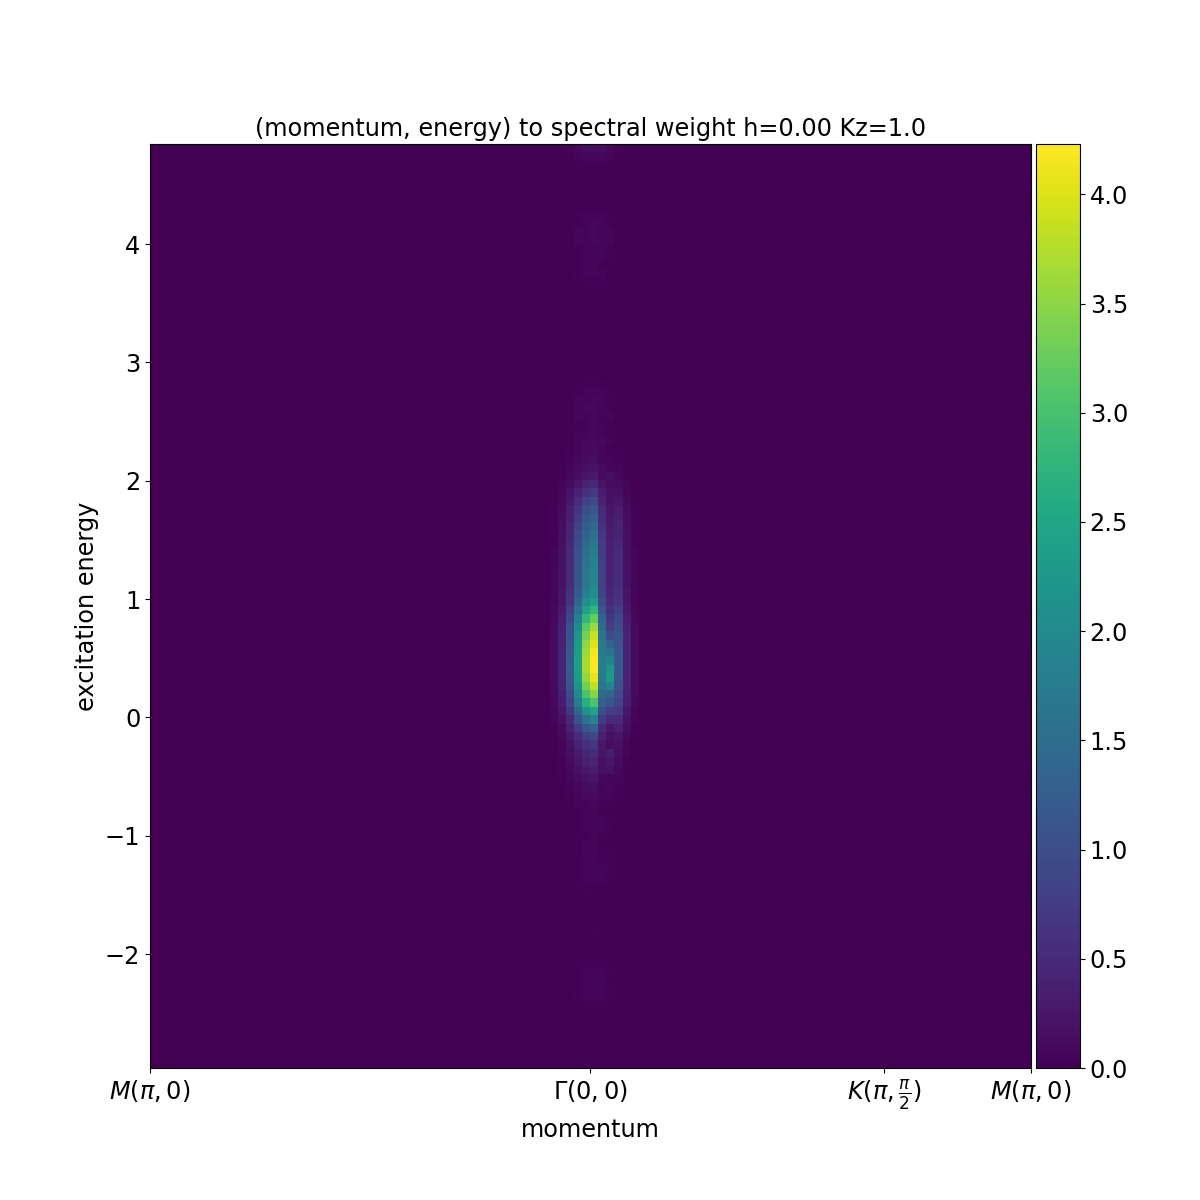 (momentum, energy) to spectral weight h=0.00 Kz=1.0
4
3
2
1
0
−1
−2
excitation energy
M(π, 0)
Γ(0, 0)
K(π, π/2)
M(π, 0)
momentum
4.0
3.5
3.0
2.5
2.0
1.5
1.0
0.5
0.0